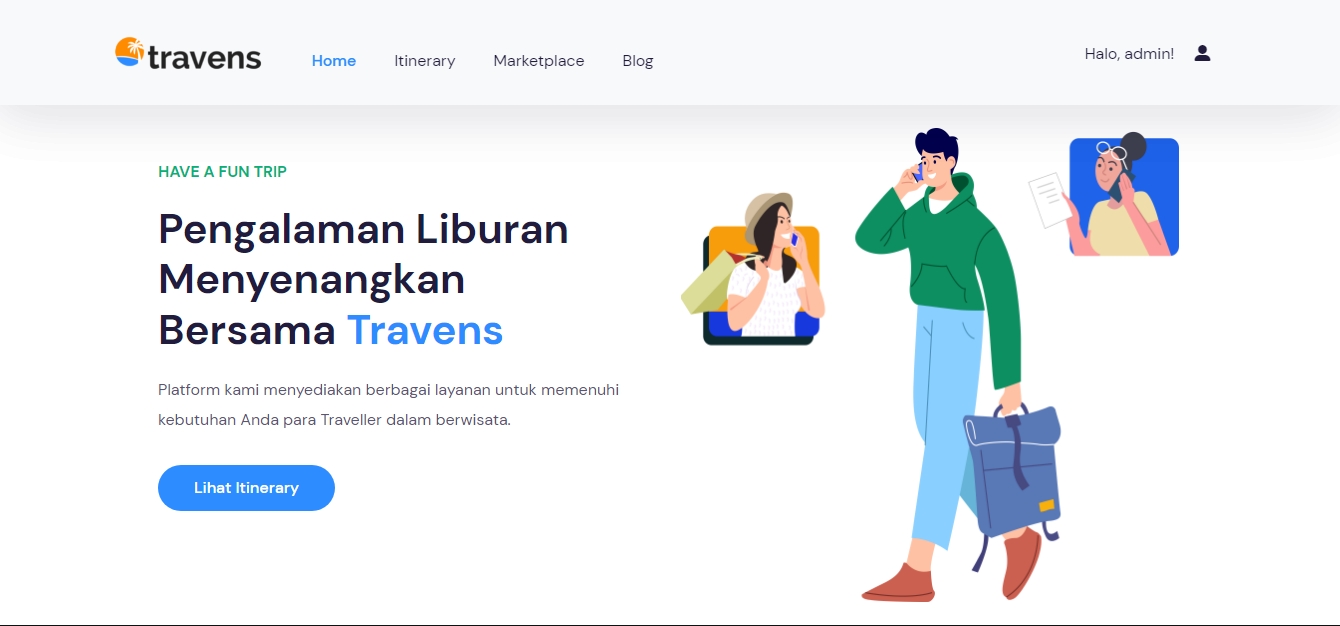 travens
Home Itinerary Marketplace Blog
Halo, admin!
HAVE A FUN TRIP
Pengalaman Liburan
Menyenangkan
Bersama Travens
Platform kami menyediakan berbagai layanan untuk memenuhi
kebutuhan Anda para Traveller dalam berwisata.
Lihat Itinerary